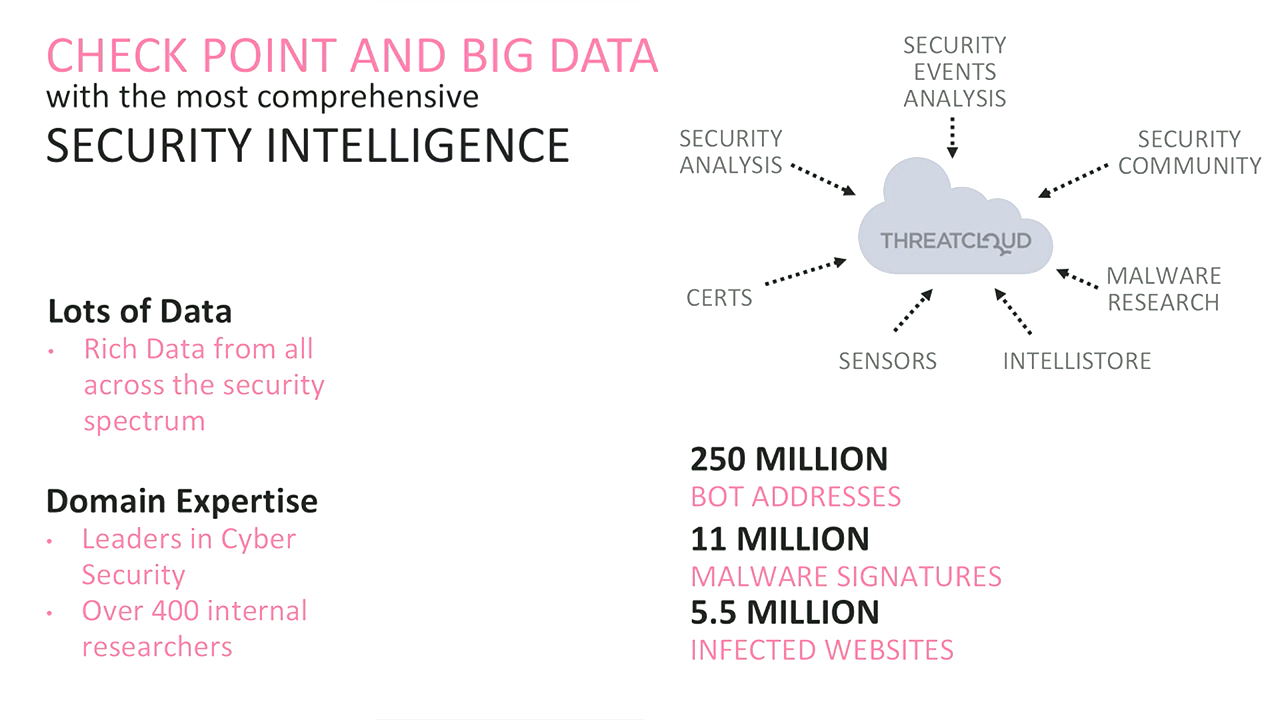 CHECK POINT AND BIG DATA
with the most comprehensive
SECURITY INTELLIGENCE
Lots of Data
• Rich Data from all
across the security
spectrum
Domain Expertise
• Leaders in Cyber
Security
• Over 400 internal
researchers
SECURITY
EVENTS
ANALYSIS
SECURITY
ANALYSIS
SECURITY
COMMUNITY
THREATCLOUD
CERTS
MALWARE
RESEARCH
SENSORS
INTELLISTORE
250 MILLION
BOT ADDRESSES
11 MILLION
MALWARE SIGNATURES
5.5 MILLION
INFECTED WEBSITES